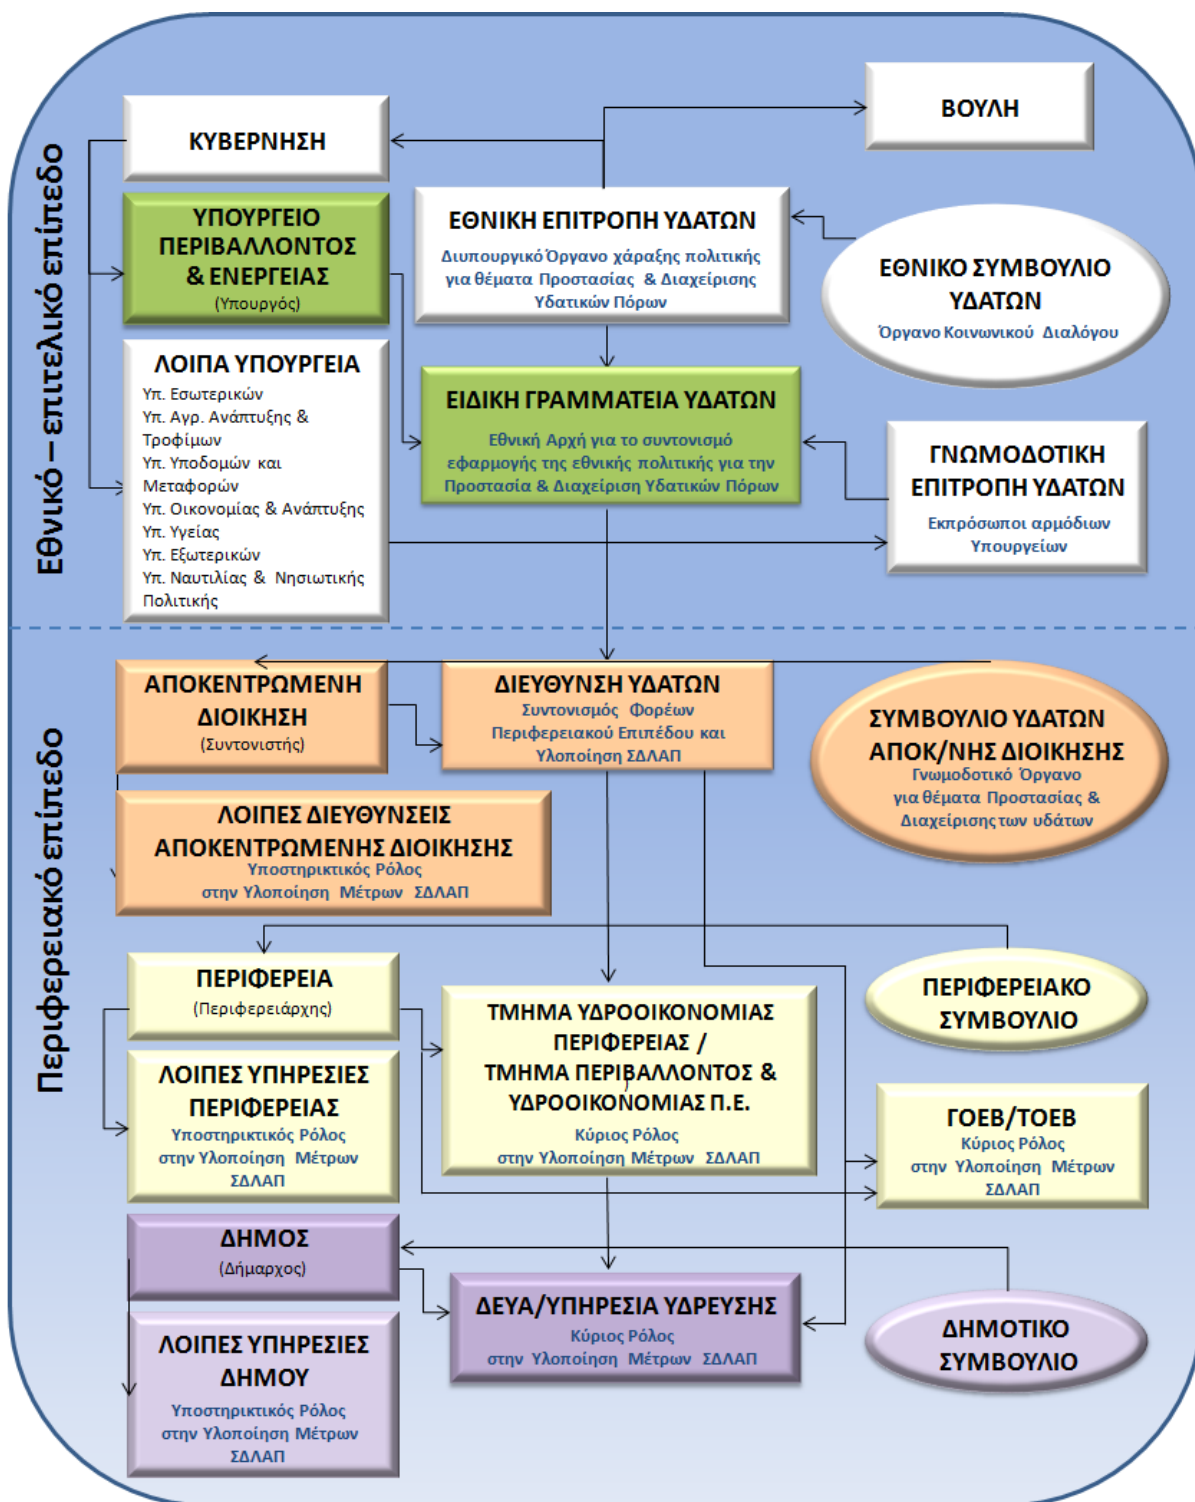 Εθνικό – επιτελικό επίπεδο
ΒΟΥΛΗ
ΚΥΒΕΡΝΗΣΗ
ΥΠΟΥΡΓΕΙΟ
ΠΕΡΙΒΑΛΛΟΝΤΟΣ
& ΕΝΕΡΓΕΙΑΣ
(Υπουργός)
ΕΘΝΙΚΗ ΕΠΙΤΡΟΠΗ ΥΔΑΤΩΝ
Διυπουργικό Όργανο χάραξης πολιτικής
για θέματα Προστασίας & Διαχείρισης
Υδατικών Πόρων
ΕΘΝΙΚΟ ΣΥΜΒΟΥΛΙΟ
ΥΔΑΤΩΝ
Όργανο Κοινωνικού Διαλόγου
ΛΟΙΠΑ ΥΠΟΥΡΓΕΙΑ
Υπ. Εσωτερικών
Υπ. Αγρ. Ανάπτυξης &
Τροφίμων
Υπ. Υποδομών και
Μεταφορών
Υπ. Οικονομίας & Ανάπτυξης
Υπ. Υγείας
Υπ. Εξωτερικών
Υπ. Ναυτιλίας & Νησιωτικής
Πολιτικής
ΕΙΔΙΚΗ ΓΡΑΜΜΑΤΕΙΑ ΥΔΑΤΩΝ
Εθνική Αρχή για το συντονισμό
εφαρμογής της εθνικής πολιτικής για την
Προστασία & Διαχείριση Υδατικών Πόρων
ΓΝΩΜΟΔΟΤΙΚΗ
ΕΠΙΤΡΟΠΗ ΥΔΑΤΩΝ
Εκπρόσωποι αρμόδιων
Υπουργείων
Περιφερειακό επίπεδο
ΑΠΟΚΕΝΤΡΩΜΕΝΗ
ΔΙΟΙΚΗΣΗ
(Συντονιστής)
ΔΙΕΥΘΥΝΣΗ ΥΔΑΤΩΝ
Συντονισμός Φορέων
Περιφερειακού Επιπέδου και
Υλοποίηση ΣΔΛΑΠ
ΣΥΜΒΟΥΛΙΟ ΥΔΑΤΩΝ
ΑΠΟΚ/ΝΗΣ ΔΙΟΙΚΗΣΗΣ
Γνωμοδοτικό Όργανο
για θέματα Προστασίας &
Διαχείρισης των υδάτων
ΛΟΙΠΕΣ ΔΙΕΥΘΥΝΣΕΙΣ
ΑΠΟΚΕΝΤΡΩΜΕΝΗΣ ΔΙΟΙΚΗΣΗΣ
Υποστηρικτικός Ρόλος
στην Υλοποίηση Μέτρων ΣΔΛΑΠ
ΠΕΡΙΦΕΡΕΙΑ
(Περιφερειάρχης)
ΤΜΗΜΑ ΥΔΡΟΟΙΚΟΝΟΜΙΑΣ
ΠΕΡΙΦΕΡΕΙΑΣ /
ΤΜΗΜΑ ΠΕΡΙΒΑΛΛΟΝΤΟΣ &
ΥΔΡΟΟΙΚΟΝΟΜΙΑΣ Π.Ε.
Κύριος Ρόλος
στην Υλοποίηση Μέτρων ΣΔΛΑΠ
ΠΕΡΙΦΕΡΕΙΑΚΟ
ΣΥΜΒΟΥΛΙΟ
ΛΟΙΠΕΣ ΥΠΗΡΕΣΙΕΣ
ΠΕΡΙΦΕΡΕΙΑΣ
Υποστηρικτικός Ρόλος
στην Υλοποίηση Μέτρων
ΣΔΛΑΠ
ΓΟΕΒ/ΤΟΕΒ
Κύριος Ρόλος
στην Υλοποίηση Μέτρων
ΣΔΛΑΠ
ΔΗΜΟΣ
(Δήμαρχος)
ΔΕΥΑ/ΥΠΗΡΕΣΙΑ ΥΔΡΕΥΣΗΣ
Κύριος Ρόλος
στην Υλοποίηση Μέτρων ΣΔΛΑΠ
ΔΗΜΟΤΙΚΟ
ΣΥΜΒΟΥΛΙΟ
ΛΟΙΠΕΣ ΥΠΗΡΕΣΙΕΣ
ΔΗΜΟΥ
Υποστηρικτικός Ρόλος
στην Υλοποίηση Μέτρων
ΣΔΛΑΠ